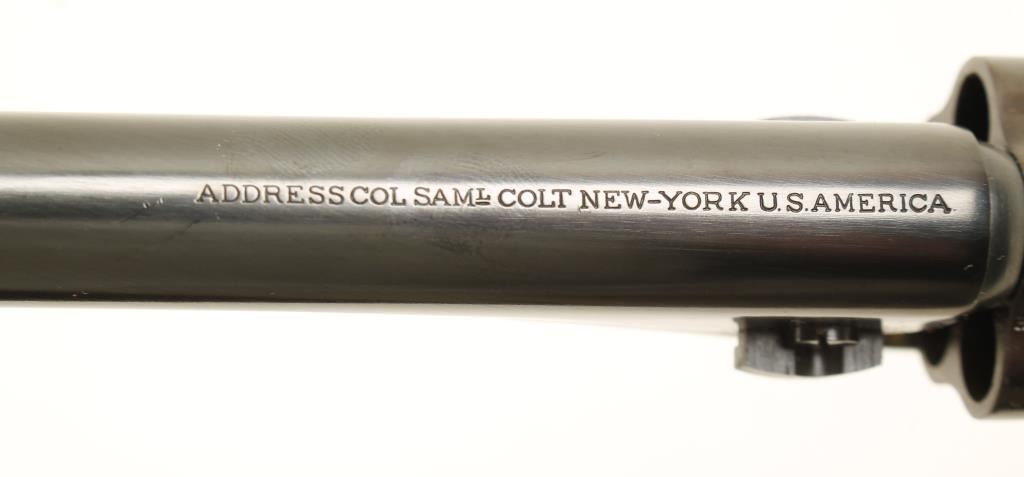 ADDRESS COL SAML COLT NEW-YORK U.S. AMERICA